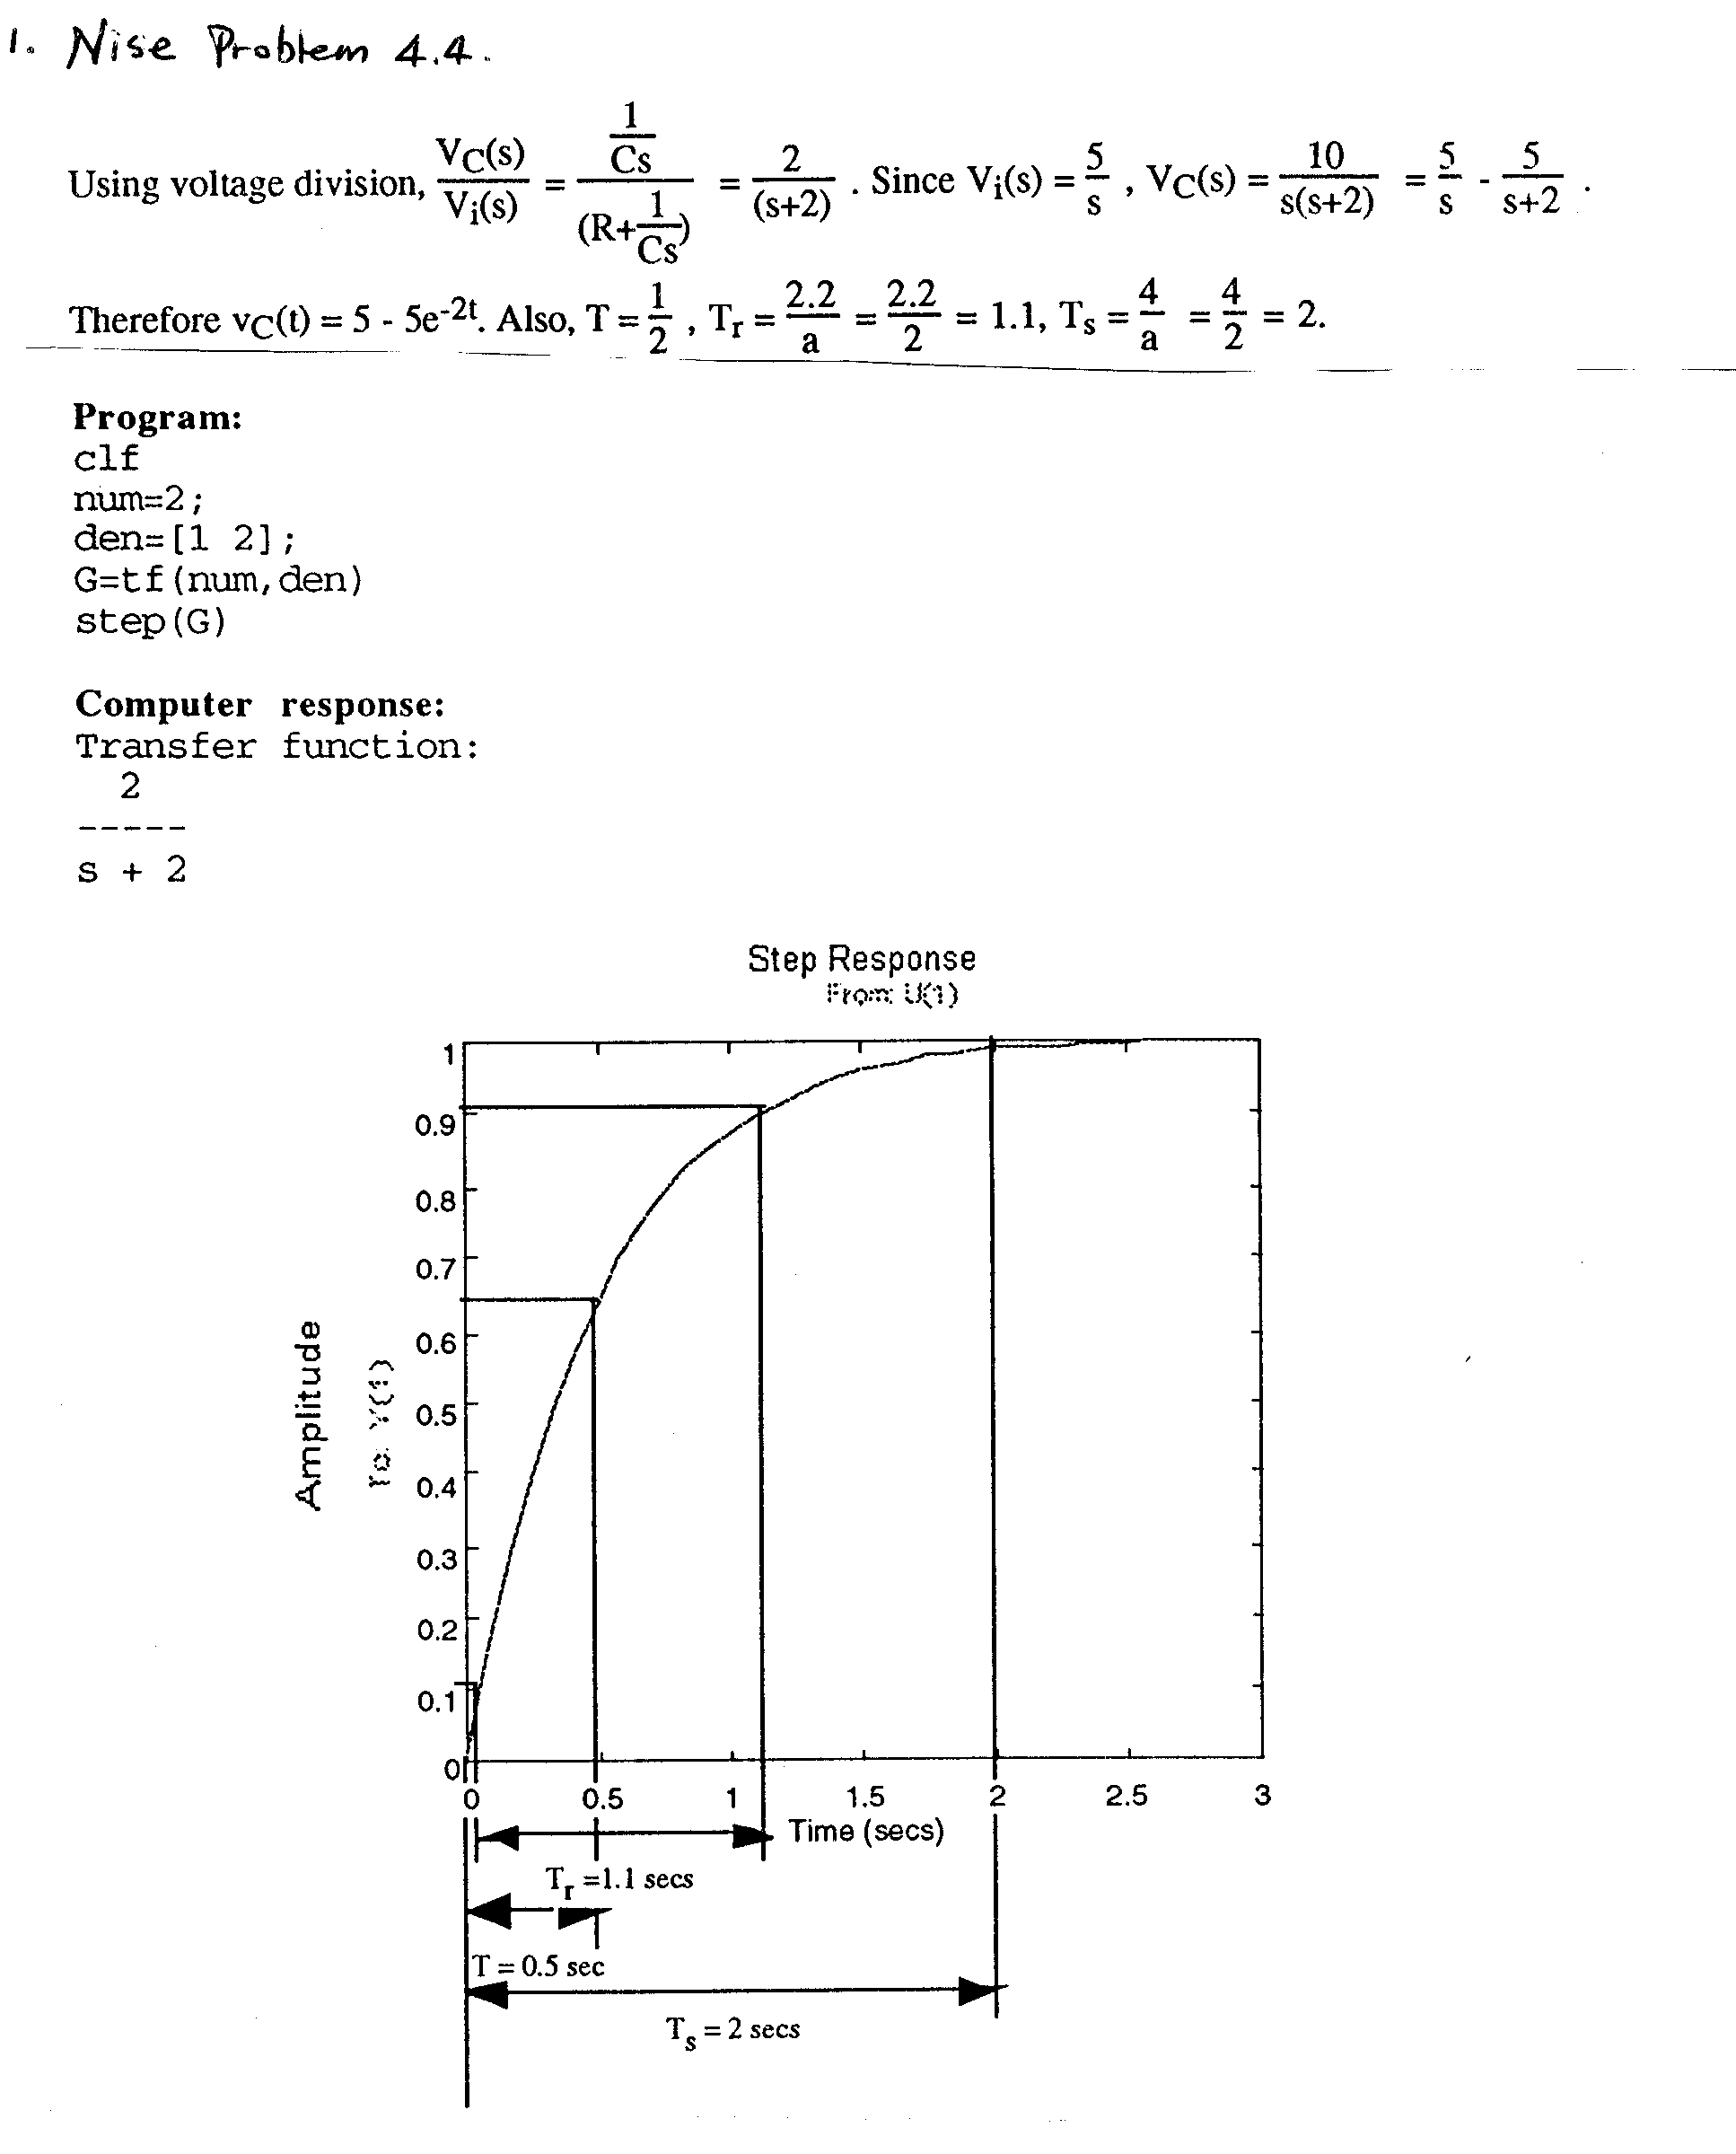 1. Nise Problem 4.4.
Using voltage division, VC(s)/Vi(s) = (1/Cs)/(R+1/Cs) = 2/(s+2) . Since Vi(s) = 5/s , VC(s) = 10/s(s+2) = 5/s - 5/s+2 .
Therefore vC(t) = 5 - 5e-2t. Also, T = 1/2 , Tr = 2.2/a = 2.2/2 = 1.1, Ts = 4/a = 4/2 = 2.
Program:
clf
num=2;
den=[1 2];
G=tf(num,den)
step(G)
Computer response:
Transfer function:
2
-----
s + 2
Step Response
From: U(1)
1
0.9
0.8
0.7
0.6
0.5
0.4
0.3
0.2
0.1
0
Amplitude
To: Y(1)
0 0.5 1 1.5 2 2.5 3
Time (secs)
Tr =1.1 secs
T = 0.5 sec
Ts = 2 secs